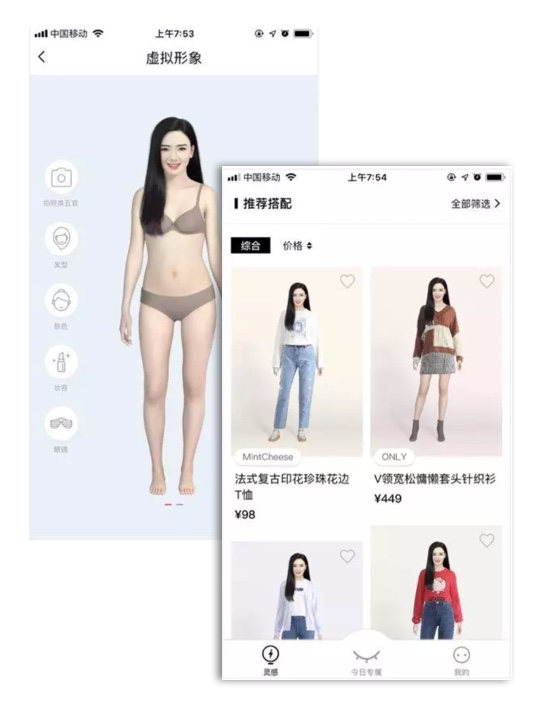 中国移动
上午7:53
虚拟形象
拍照换五官
发型
肤色
妆容
眼镜
中国移动
上午7:54
推荐搭配
全部筛选
综合
价格
MintCheese
ONLY
法式复古印花珍珠花边
T恤
¥98
V领宽松慵懒套头针织衫
¥449
灵感
今日专属
我的